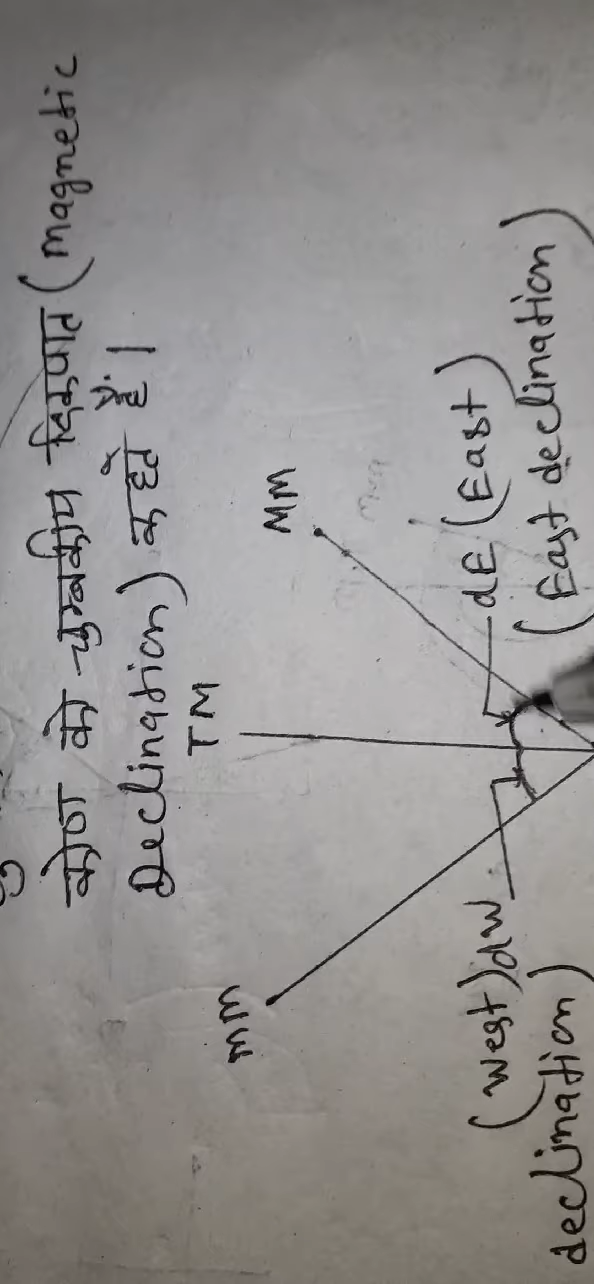 कोण को चुम्बकीय दिक्पात (magnetic
Declination) कहते हैं।
TM
MM
mm
dE (East)
(East declination)
(west) dw
declination)